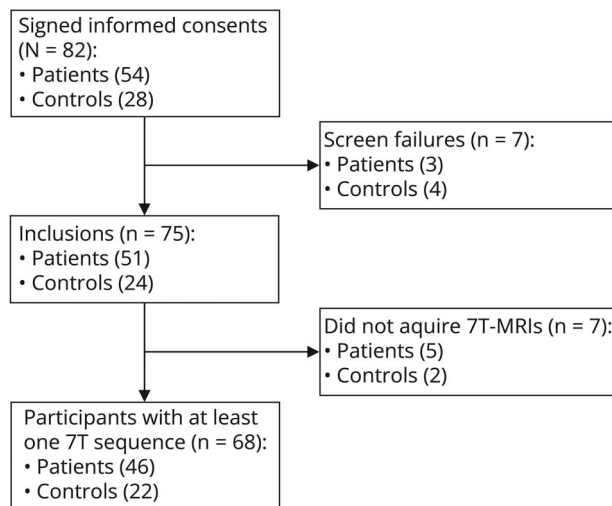 Signed informed consents
(N = 82):
• Patients (54)
• Controls (28)
Screen failures (n = 7):
• Patients (3)
• Controls (4)
Inclusions (n = 75):
• Patients (51)
• Controls (24)
Did not aquire 7T-MRIs (n = 7):
• Patients (5)
• Controls (2)
Participants with at least
one 7T sequence (n = 68):
• Patients (46)
• Controls (22)